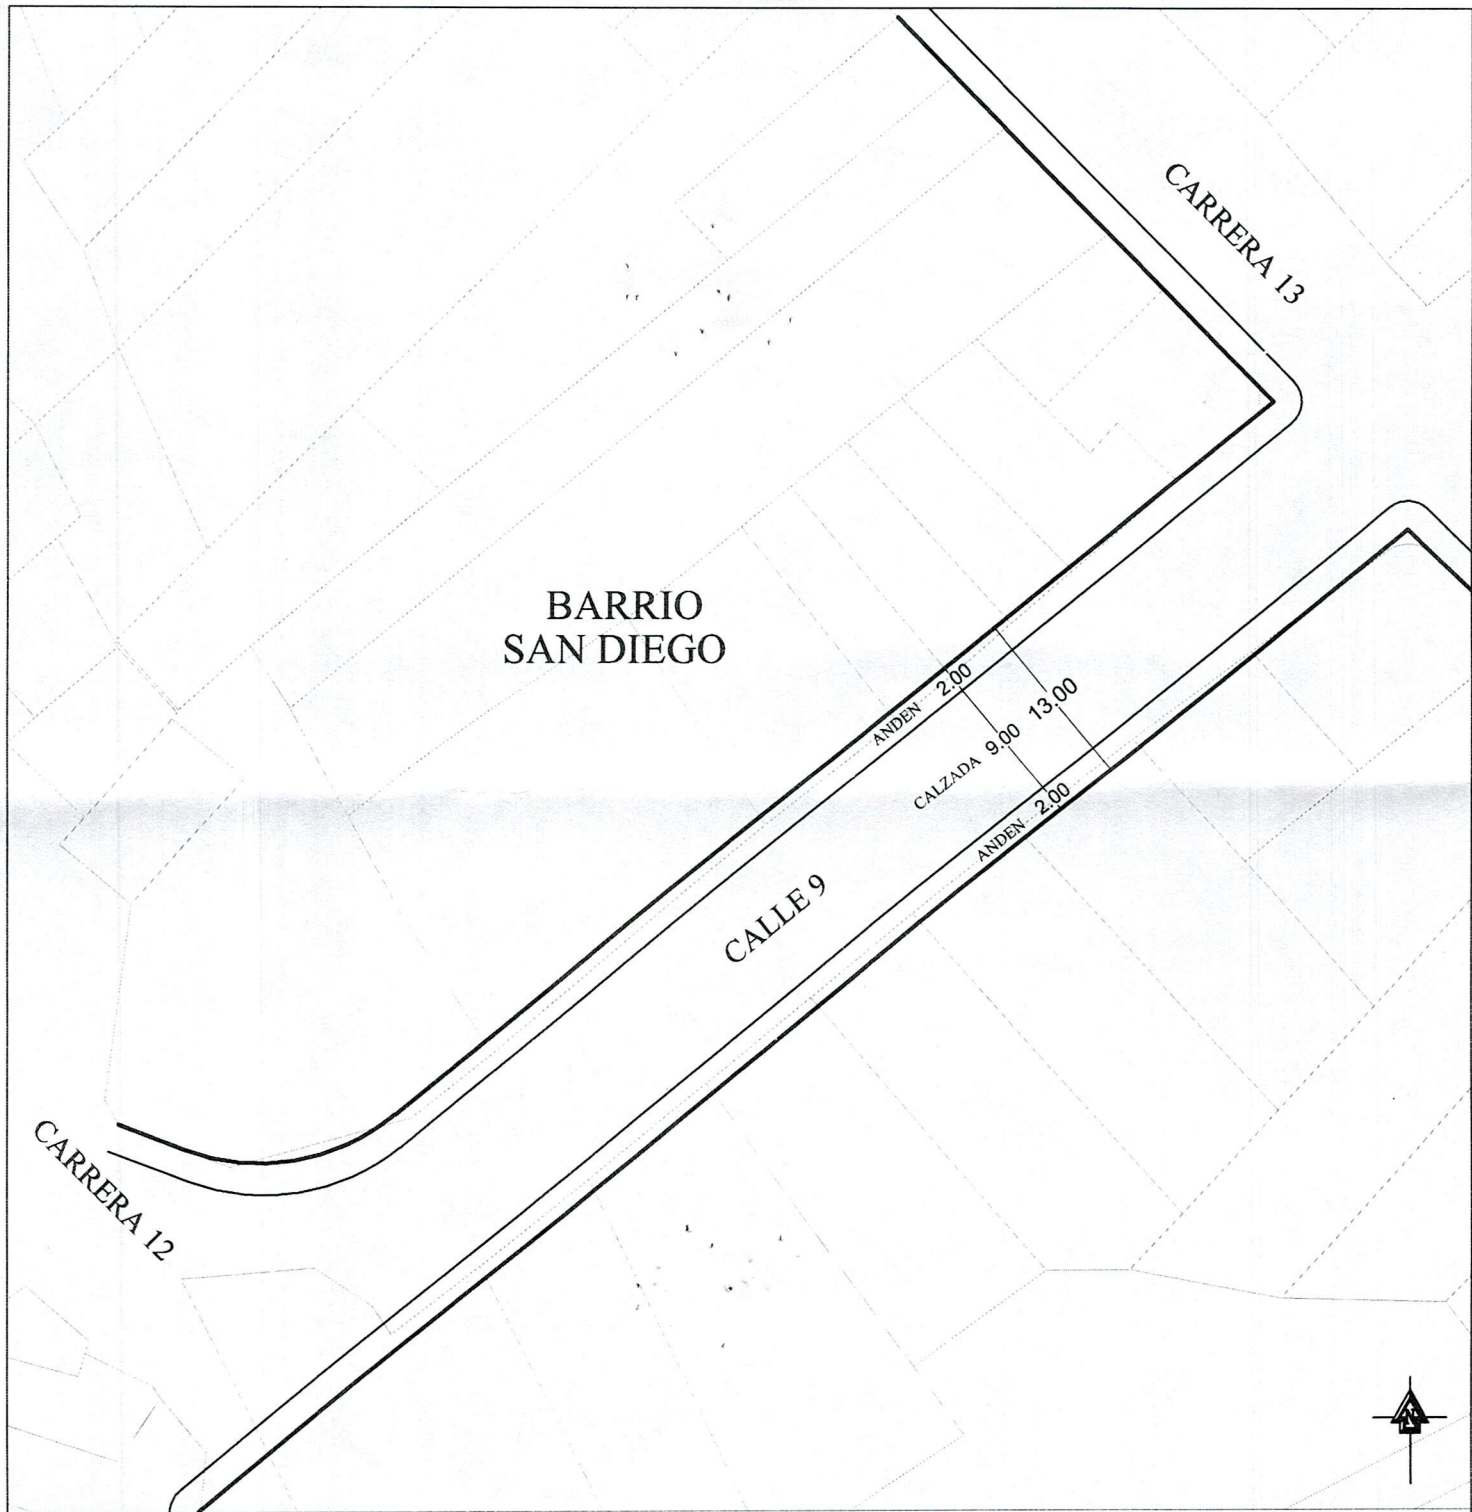 CARRERA 13
BARRIO
SAN DIEGO
ANDEN 2.00
13.00
CALZADA 9.00
ANDEN 2.00
CALLE 9
CARRERA 12
N